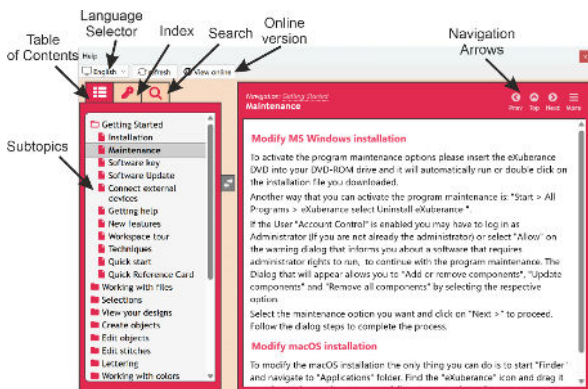 Language
Selector
Table
of Contents
Index
Search
Online
version
Navigation
Arrows
Subtopics
Help
English
Refresh
View online
Navigation: Getting Started
Maintenance
Prev Top Next More
Getting Started
Installation
Maintenance
Software key
Software Update
Connect external
devices
Getting help
New features
Workspace tour
Techniques
Quick start
Quick Reference Card
Working with files
Selections
View your designs
Create objects
Edit objects
Edit stitches
Lettering
Working with colors
Modify MS Windows installation
To activate the program maintenance options please insert the eXuberance
DVD into your DVD-ROM drive and it will automatically run or double click on
the installation file you downloaded.
Another way that you can activate the program maintenance is: "Start > All
Programs > eXuberance select Uninstall eXuberance ".
If the User "Account Control" is enabled you may have to log in as
Administrator (If you are not already the administrator) or select "Allow" on
the warning dialog that informs you about a software that requires
administrator rights to run, to continue with the program maintenance. The
Dialog that will appear allows you to "Add or remove components", "Update
components" and "Remove all components" by selecting the respective
option.
Select the maintenance option you want and click on "Next >" to proceed.
Follow the dialog steps to complete the process.
Modify macOS installation
To modify the macOS installation the only thing you can do is to start "Finder"
and navigate to "Applications" folder. Find the "eXuberance" icon and drag it